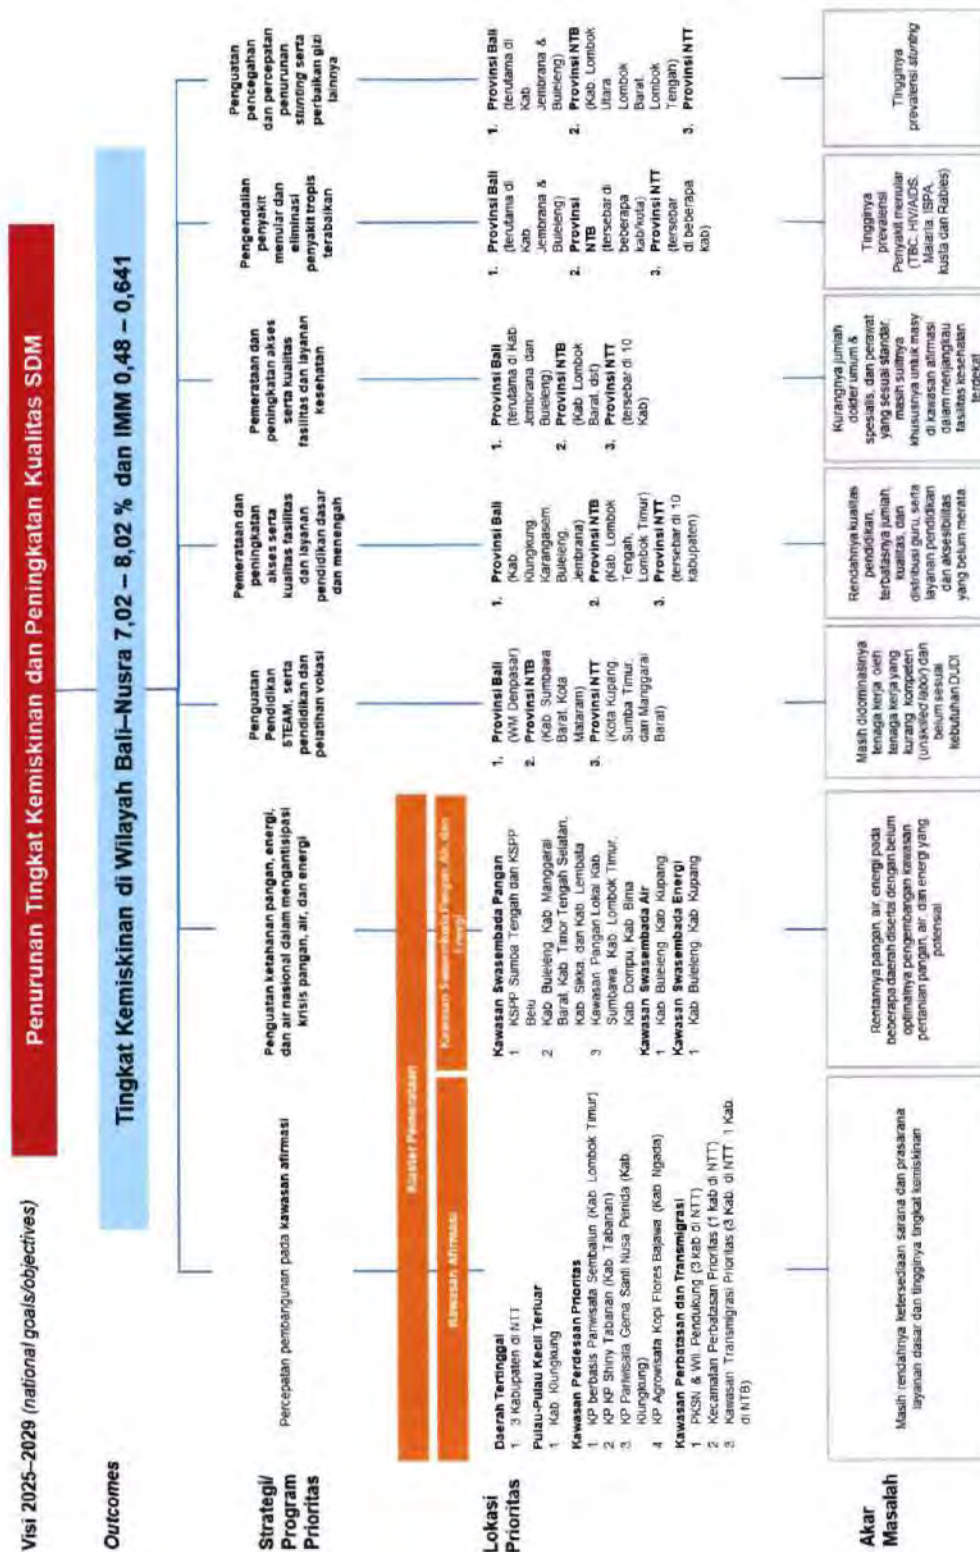 Visi 2025–2029 (national goals/objectives)
Penurunan Tingkat Kemiskinan dan Peningkatan Kualitas SDM
Outcomes
Tingkat Kemiskinan di Wilayah Bali–Nusra 7,02 – 8,02 % dan IMM 0,48 – 0,641
Strategi/
Program
Prioritas
Percepatan pembangunan pada kawasan afirmasi
Penguatan ketahanan pangan, energi,
dan air nasional dalam mengantisipasi
krisis pangan, air, dan energi
Penguatan
Pendidikan
STEAM, serta
pendidikan dan
pelatihan vokasi
Pemerataan dan
peningkatan
akses serta
kualitas fasilitas
dan layanan
pendidikan dasar
dan menengah
Pemerataan dan
peningkatan akses
serta kualitas
fasilitas dan layanan
kesehatan
Pengendalian
penyakit
menular dan
eliminasi
penyakit tropis
terabaikan
Penguatan
pencegahan
dan percepatan
penurunan
stunting serta
perbaikan gizi
lainnya
Klaster Pemerataan
Kawasan Afirmasi
Kawasan Swasembada Pangan, Air, dan
Energi
Lokasi
Prioritas
Daerah Tertinggal
1 3 Kabupaten di NTT
Pulau-Pulau Kecil Terluar
1 Kab Klungkung
Kawasan Perdesaan Prioritas
1 KP berbasis Pariwisata Sembalun (Kab Lombok Timur)
2 KP KP Shiny Tabanan (Kab Tabanan)
3 KP Pariwisata Gema Santi Nusa Penida (Kab
Klungkung)
4 KP Agrowisata Kopi Flores Bajawa (Kab Ngada)
Kawasan Perbatasan dan Transmigrasi
1 PKSN & Wil. Pendukung (3 Kab di NTT)
2 Kecamatan Perbatasan Prioritas (1 kab di NTT)
3 Kawasan Transmigrasi Prioritas (3 Kab. di NTT 1 Kab.
di NTB)
Kawasan Swasembada Pangan
1 KSPP Sumba Tengah dan KSPP
Belu
2 Kab Buleleng Kab Manggarai
Barat, Kab Timor Tengah Selatan,
Kab Sikka, dan Kab Lembata
3 Kawasan Pangan Lokal Kab.
Sumbawa, Kab. Lombok Timur,
Kab Dompu, Kab Bima
Kawasan Swasembada Air
1 Kab Buleleng Kab Kupang
Kawasan Swasembada Energi
1 Kab Buleleng Kab Kupang
1. Provinsi Bali
(WM Denpasar)
2. Provinsi NTB
(Kab Sumbawa
Barat, Kota
Mataram)
3. Provinsi NTT
(Kota Kupang,
Sumba Timur,
dan Manggarai
Barat)
1. Provinsi Bali
(Kab
Klungkung,
Karangasem
Buleleng,
Jembrana)
2. Provinsi NTB
(Kab. Lombok
Tengah,
Lombok Timur)
3. Provinsi NTT
(tersebar di 10
kabupaten)
1. Provinsi Bali
(terutama di Kab
Jembrana dan
Buleleng)
2. Provinsi NTB
(Kab Lombok
Barat, dst)
3. Provinsi NTT
(tersebar di 10
Kab)
1. Provinsi Bali
(terutama di
Kab.
Jembrana &
Buleleng)
2. Provinsi
NTB
(tersebar di
beberapa
kab/kota)
3. Provinsi NTT
(tersebar
di beberapa
kab)
1. Provinsi Bali
(terutama di
Kab
Jembrana &
Buleleng)
2. Provinsi NTB
(Kab. Lombok
Utara
Lombok
Barat
Lombok
Tengah)
3. Provinsi NTT
Akar
Masalah
Masih rendahnya ketersediaan sarana dan prasarana
layanan dasar dan tingginya tingkat kemiskinan
Rentannya pangan, air, energi pada
beberapa daerah disertai dengan belum
optimalnya pengembangan kawasan
pertanian pangan, air, dan energi yang
potensial
Masih didominasinya
tenaga kerja oleh
tenaga kerja yang
kurang kompeten
(unskilled labor) dan
belum sesuai
kebutuhan DUDI
Rendahnya kualitas
pendidikan,
terbatasnya jumlah,
kualitas, dan
distribusi guru, serta
layanan pendidikan
dan aksesibilitas
yang belum merata
Kurangnya jumlah
dokter umum &
spesialis, dan perawat
yang sesuai standar,
masih sulitnya
khususnya untuk masy
di kawasan afirmasi
dalam menjangkau
fasilitas kesehatan
terdekat
Tingginya
prevalensi
Penyakit menular
(TBC, HIV/AIDS,
Malaria, ISPA,
kusta dan Rabies)
Tingginya
prevalensi stunting